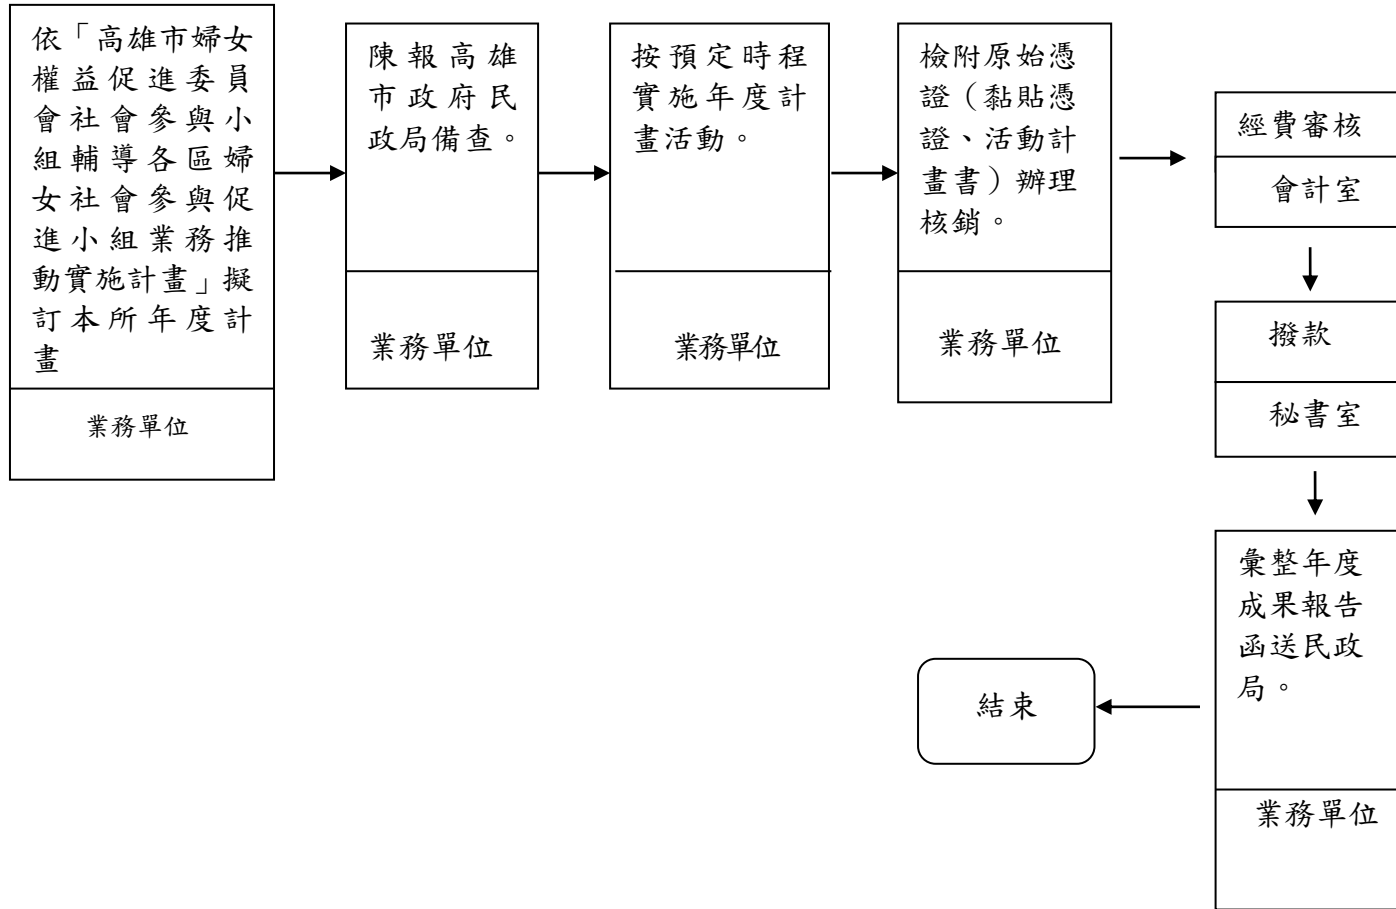 依「高雄市婦女
權益促進委員
會社會參與小
組輔導各區婦
女社會參與促
進小組業務推
動實施計畫」擬
訂本所年度計
畫
業務單位
陳報高雄
市政府民
政局備查。
業務單位
按預定時程
實施年度計
畫活動。
業務單位
檢附原始憑
證（黏貼憑
證、活動計
畫書）辦理
核銷。
業務單位
經費審核
會計室
撥款
秘書室
彙整年度
成果報告
函送民政
局。
業務單位
結束